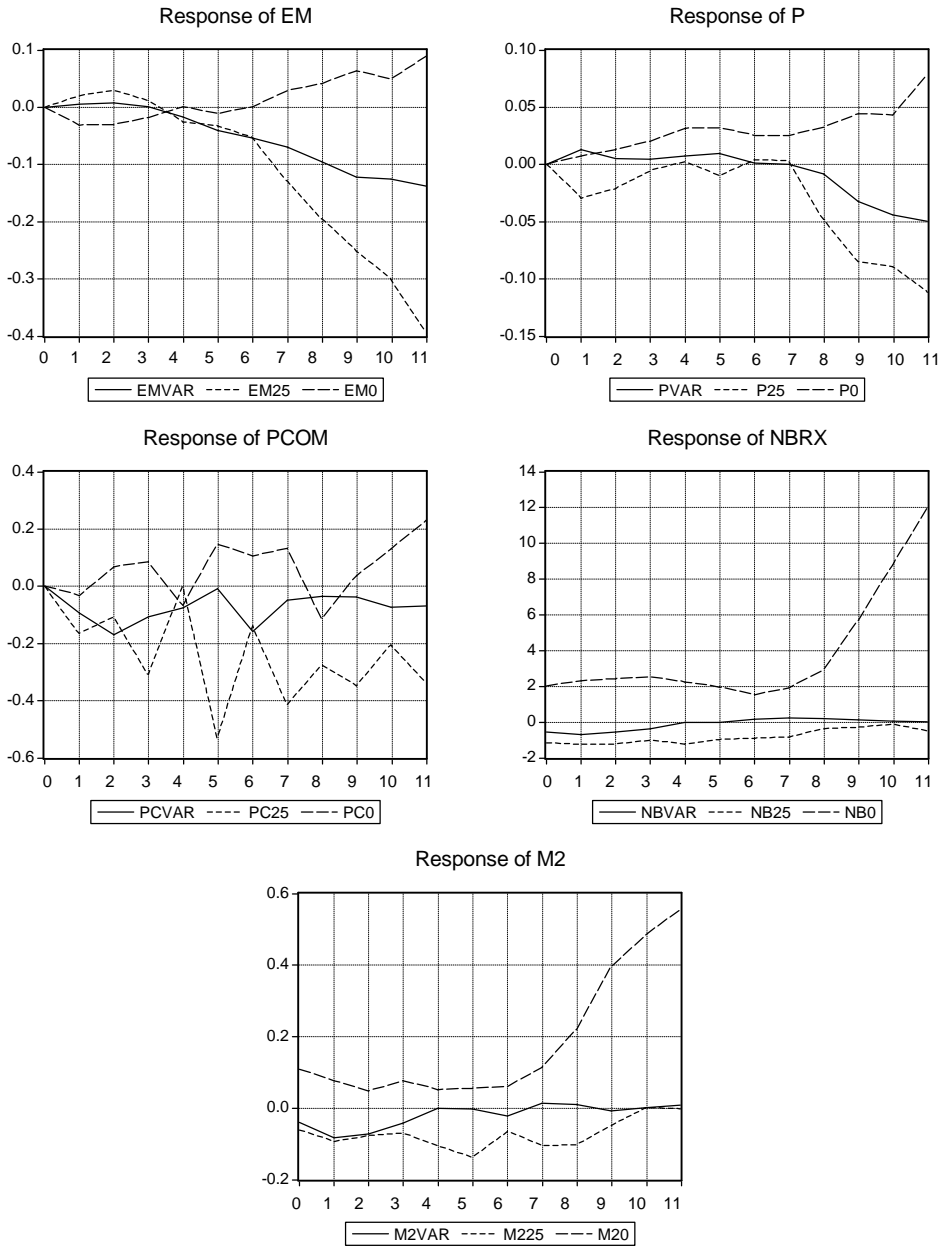 Response of EM
0.1
0.0
-0.1
-0.2
-0.3
-0.4
0 1 2 3 4 5 6 7 8 9 10 11
EMVAR EM25 EM0
Response of P
0.10
0.05
0.00
-0.05
-0.10
-0.15
0 1 2 3 4 5 6 7 8 9 10 11
PVAR P25 P0
Response of PCOM
0.4
0.2
0.0
-0.2
-0.4
-0.6
0 1 2 3 4 5 6 7 8 9 10 11
PCVAR PC25 PC0
Response of NBRX
14
12
10
8
6
4
2
0
-2
0 1 2 3 4 5 6 7 8 9 10 11
NBVAR NB25 NB0
Response of M2
0.6
0.4
0.2
0.0
-0.2
0 1 2 3 4 5 6 7 8 9 10 11
M2VAR M225 M20